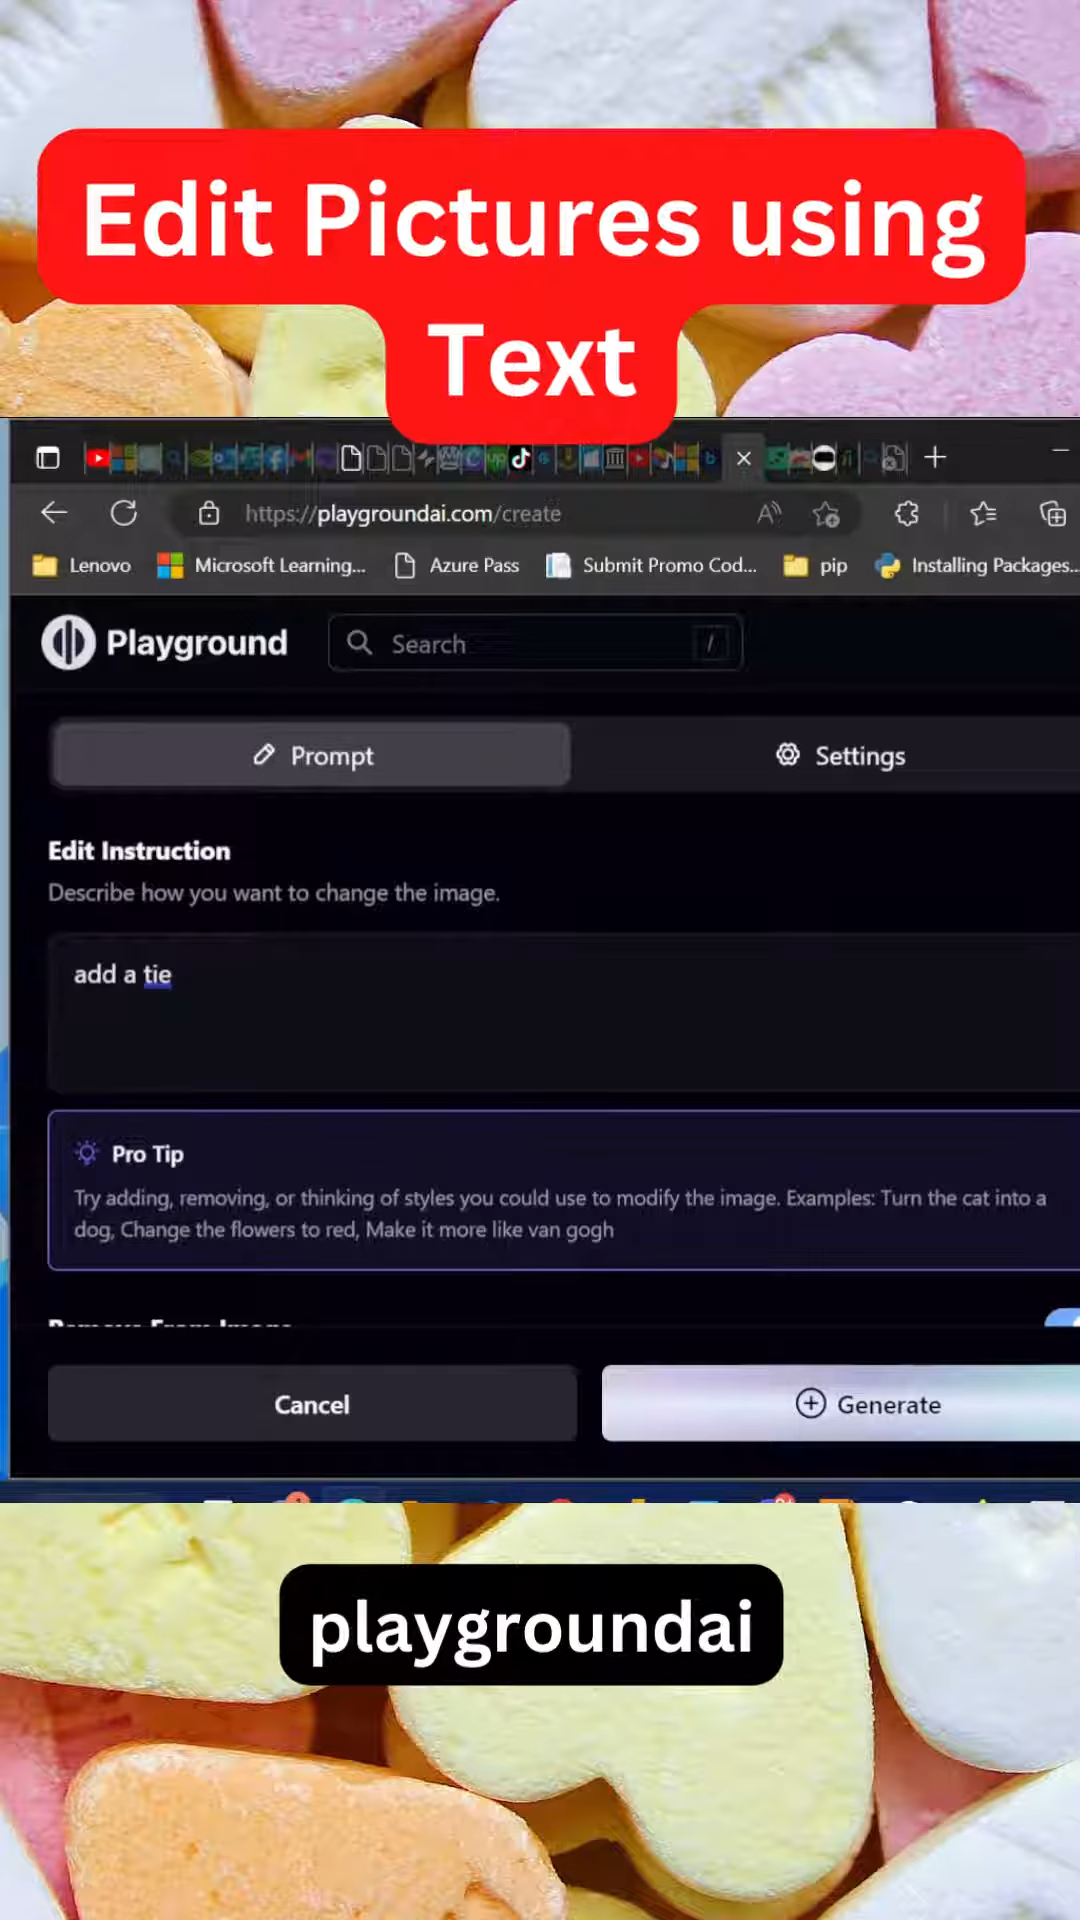 Edit Pictures using
Text
https://playgroundai.com/create
Lenovo
Microsoft Learning...
Azure Pass
Submit Promo Cod...
pip
Installing Packages...
Playground
Search
/
Prompt
Settings
Edit Instruction
Describe how you want to change the image.
add a tie
Pro Tip
Try adding, removing, or thinking of styles you could use to modify the image. Examples: Turn the cat into a
dog, Change the flowers to red, Make it more like van gogh
Remove From Image
Cancel
Generate
playgroundai